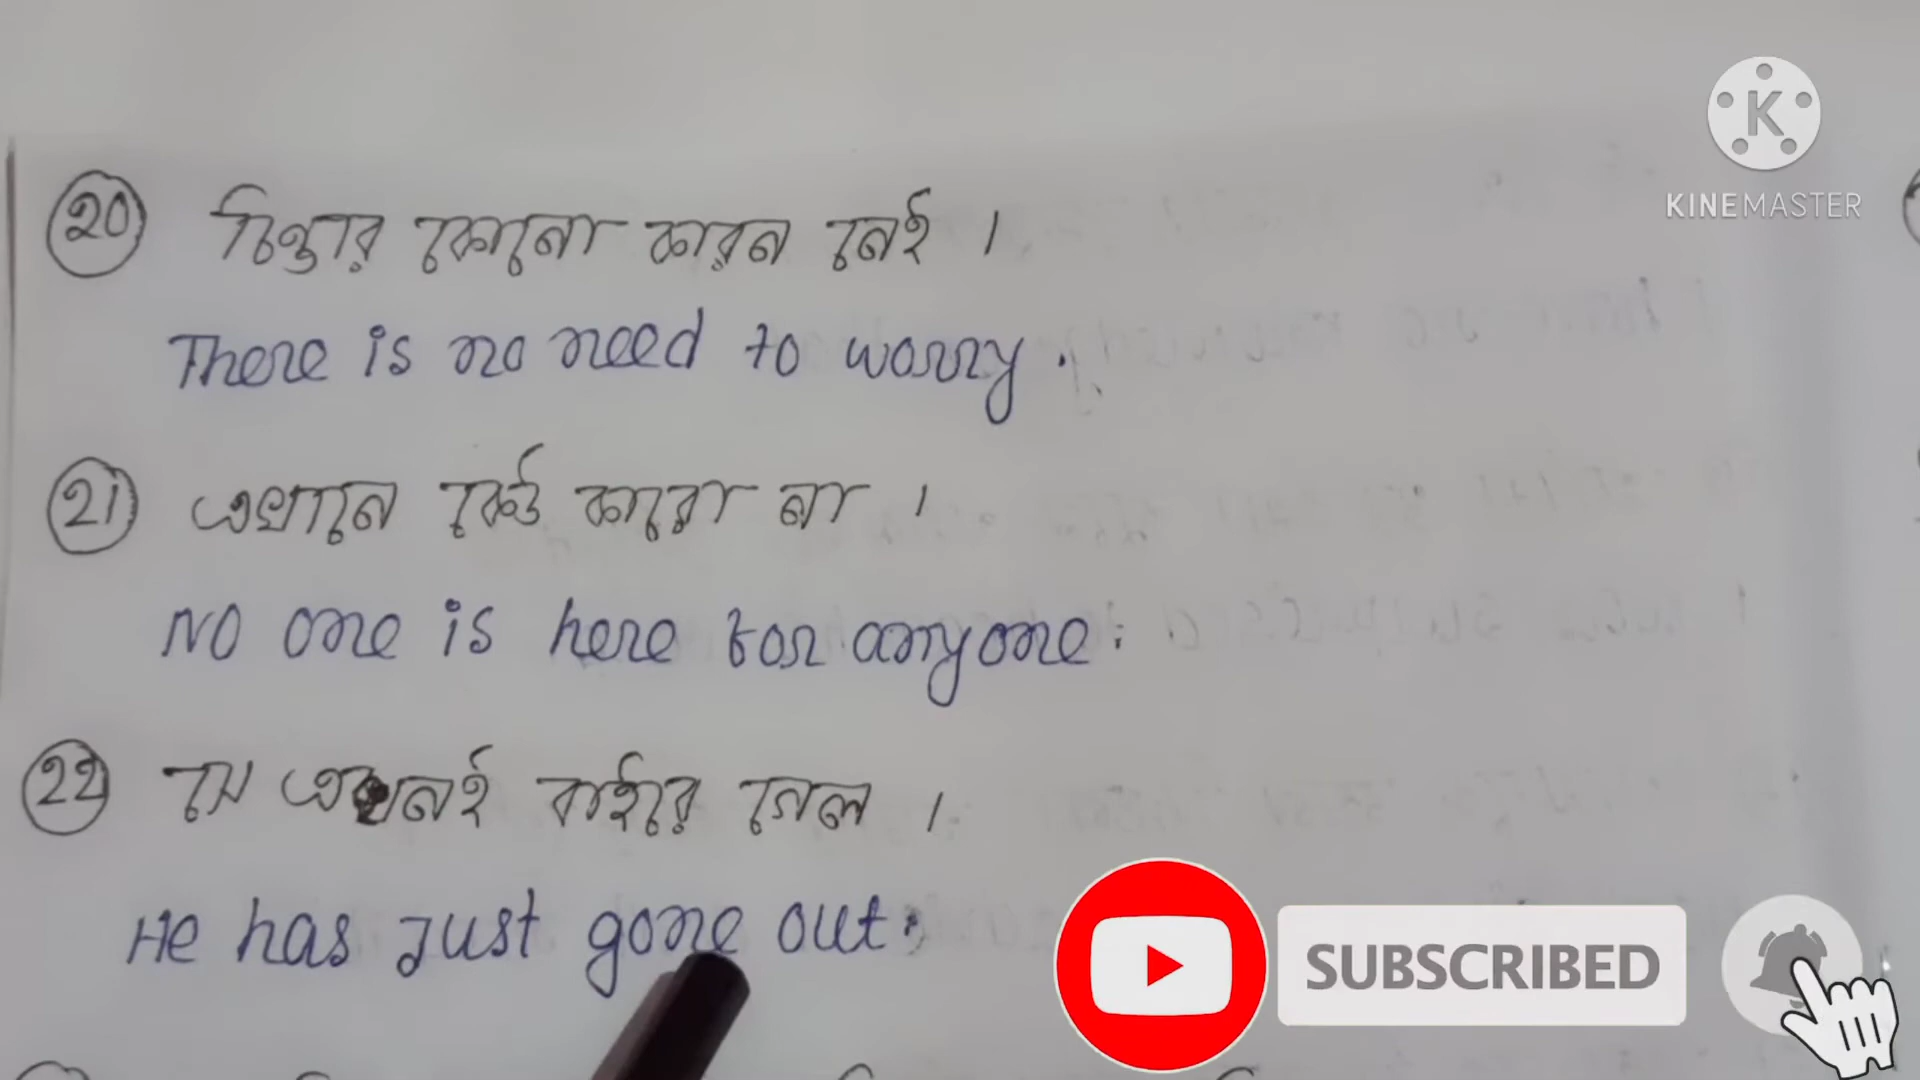 KINEMASTER
20 চিন্তার কোনো কারন নেই ।
There is no need to worry.
21 এখানে কেউ কারো না ।
No one is here for anyone.
22 সে এখনই বাইরে গেল ।
He has Just gone out.
SUBSCRIBED